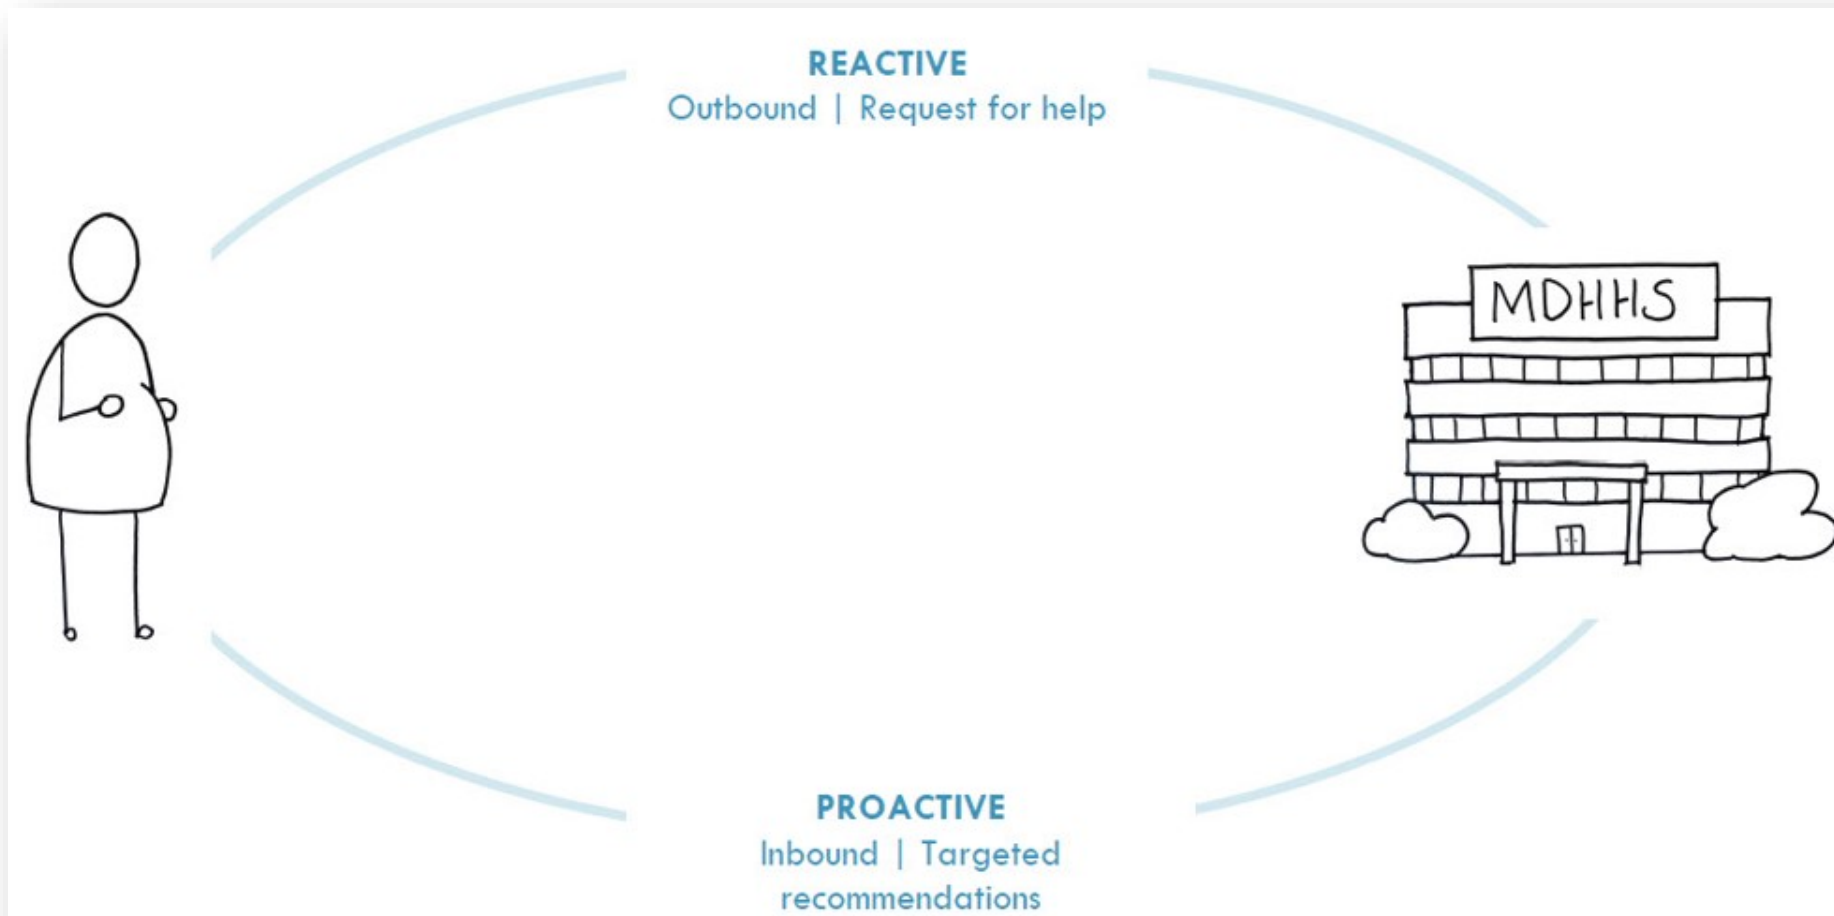 REACTIVE
Outbound | Request for help
MDHHS
PROACTIVE
Inbound | Targeted
recommendations